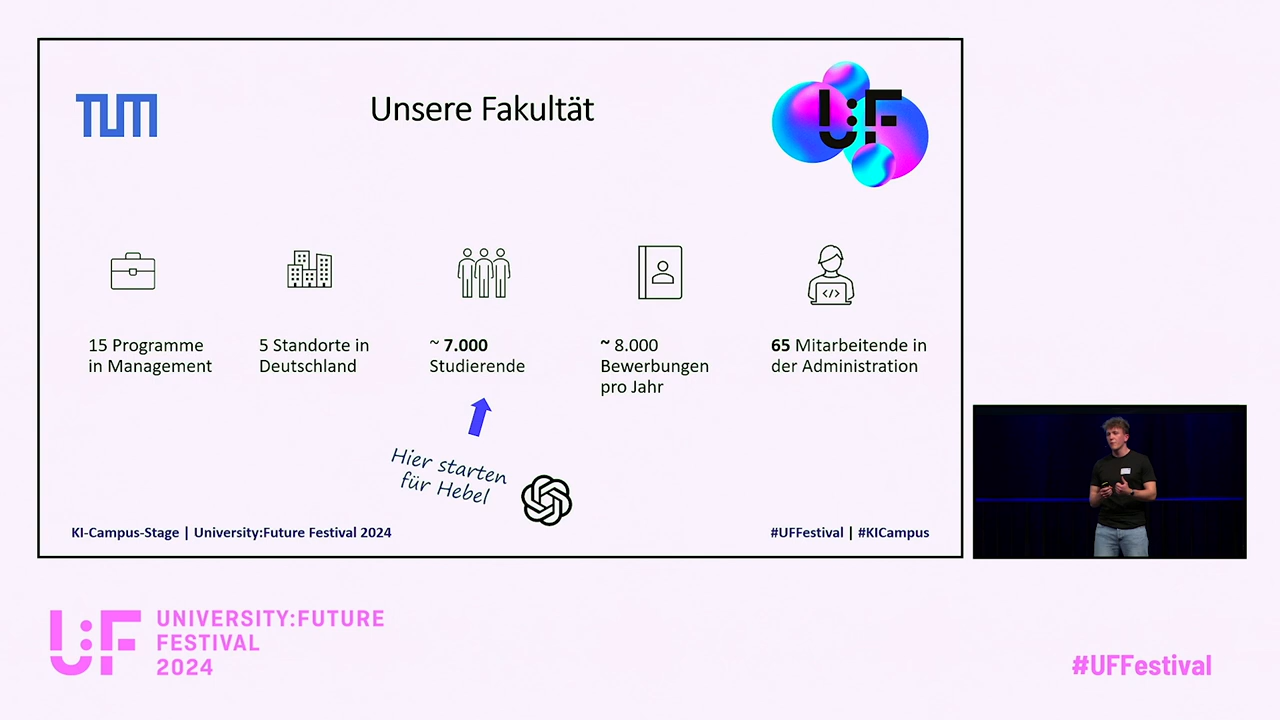 TUM
Unsere Fakultät
U:F
15 Programme
in Management
5 Standorte in
Deutschland
~ 7.000
Studierende
~ 8.000
Bewerbungen
pro Jahr
</>
65 Mitarbeitende in
der Administration
Hier starten
für Hebel
KI-Campus-Stage | University:Future Festival 2024
#UFFestival | #KICampus
U:F
UNIVERSITY:FUTURE
FESTIVAL
2024
#UFFestival